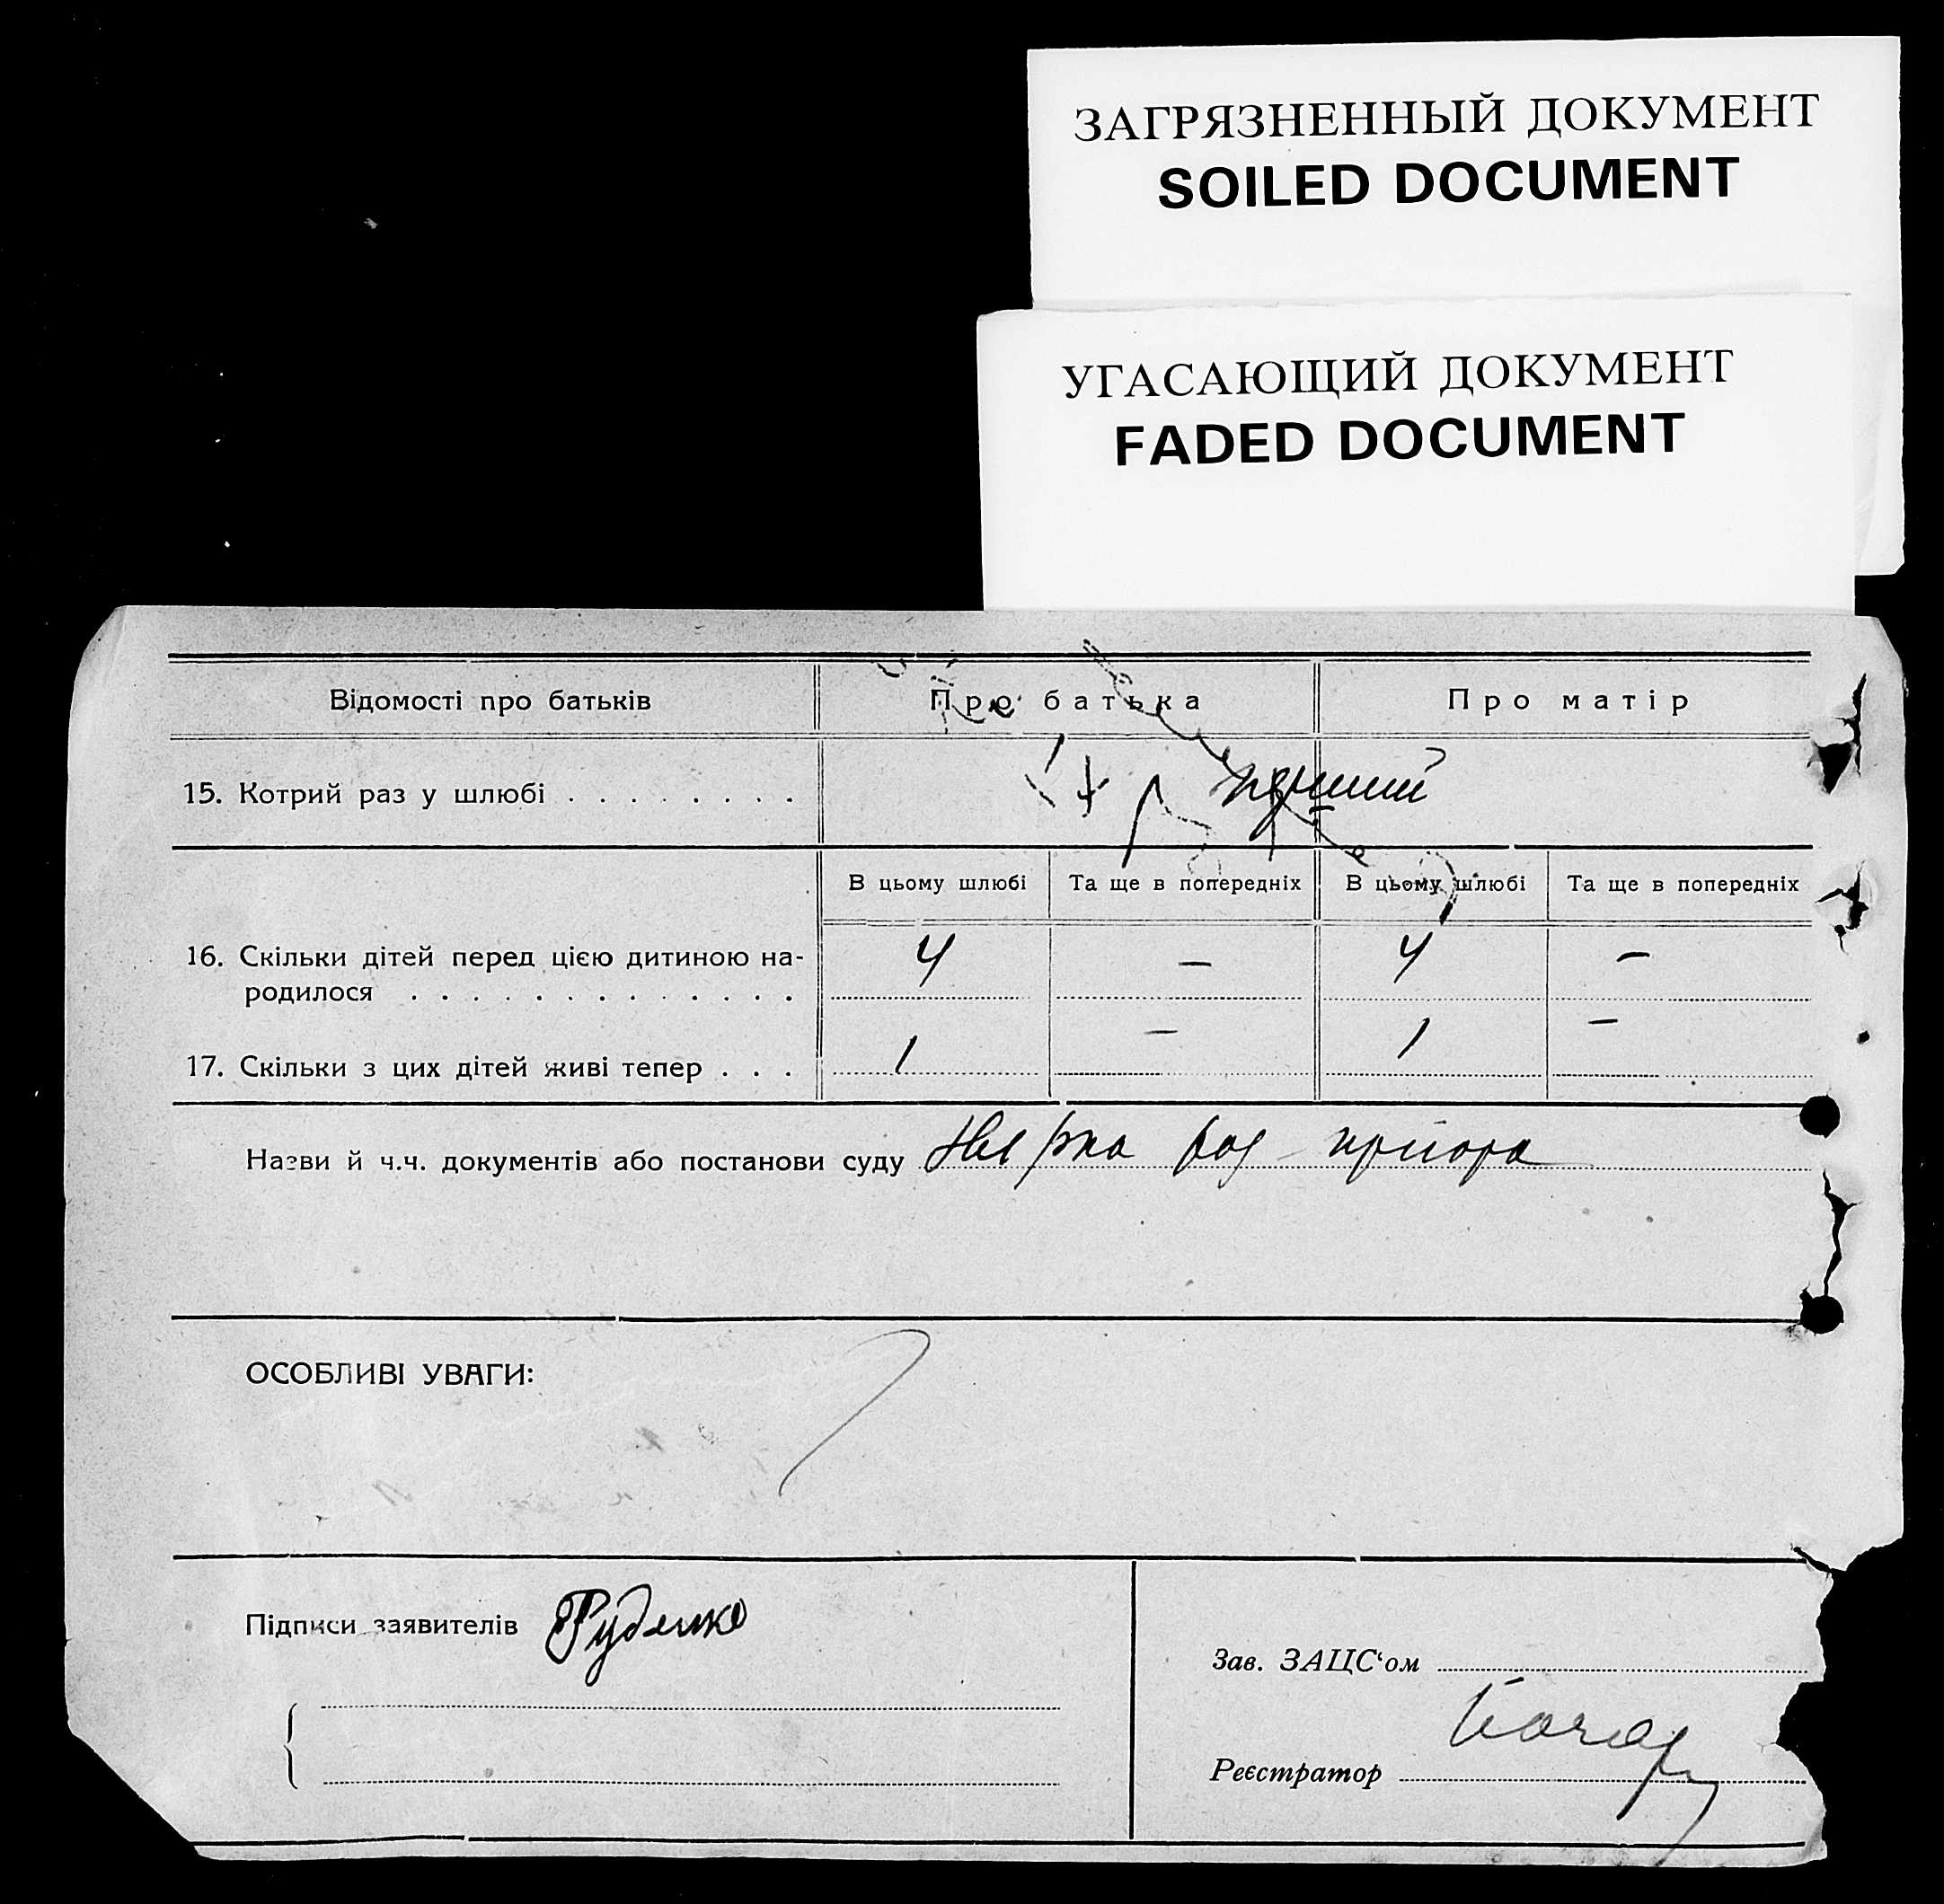 ЗАГРЯЗНЕННЫЙ ДОКУМЕНТ
SOILED DOCUMENT
УГАСАЮЩИЙ ДОКУМЕНТ
FADED DOCUMENT
Відомості про батьків Про батька Про матір
15. Котрий раз у шлюбі . . . . . . . . перший
В цьому шлюбі Та ще в попередніх В цьому шлюбі Та ще в попередніх
16. Скільки дітей перед цією дитиною на-
родилося . . . . . . . . . . . . . 4 — 4 —
17. Скільки з цих дітей живі тепер . . . 1 — 1 —
Назви й ч.ч. документів або постанови суду
ОСОБЛИВІ УВАГИ:
Підписи заявителів Руденко
Зав. ЗАЦС‘ом
Реєстратор